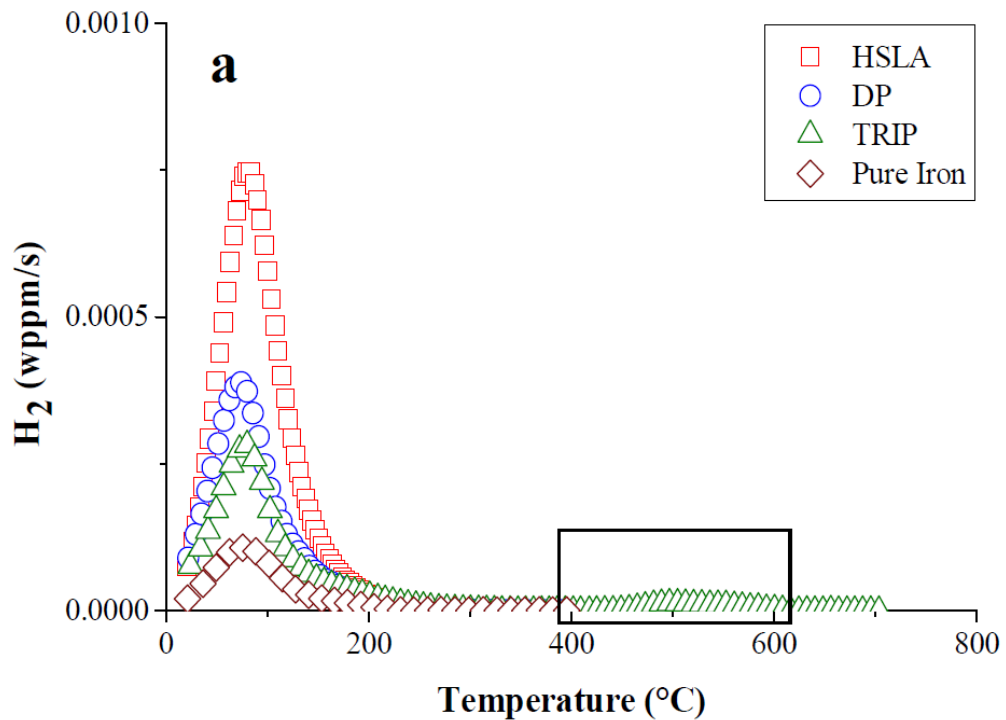 a
HSLA
DP
TRIP
Pure Iron
H2 (wppm/s)
0.0010
0.0005
0.0000
0 200 400 600 800
Temperature (°C)